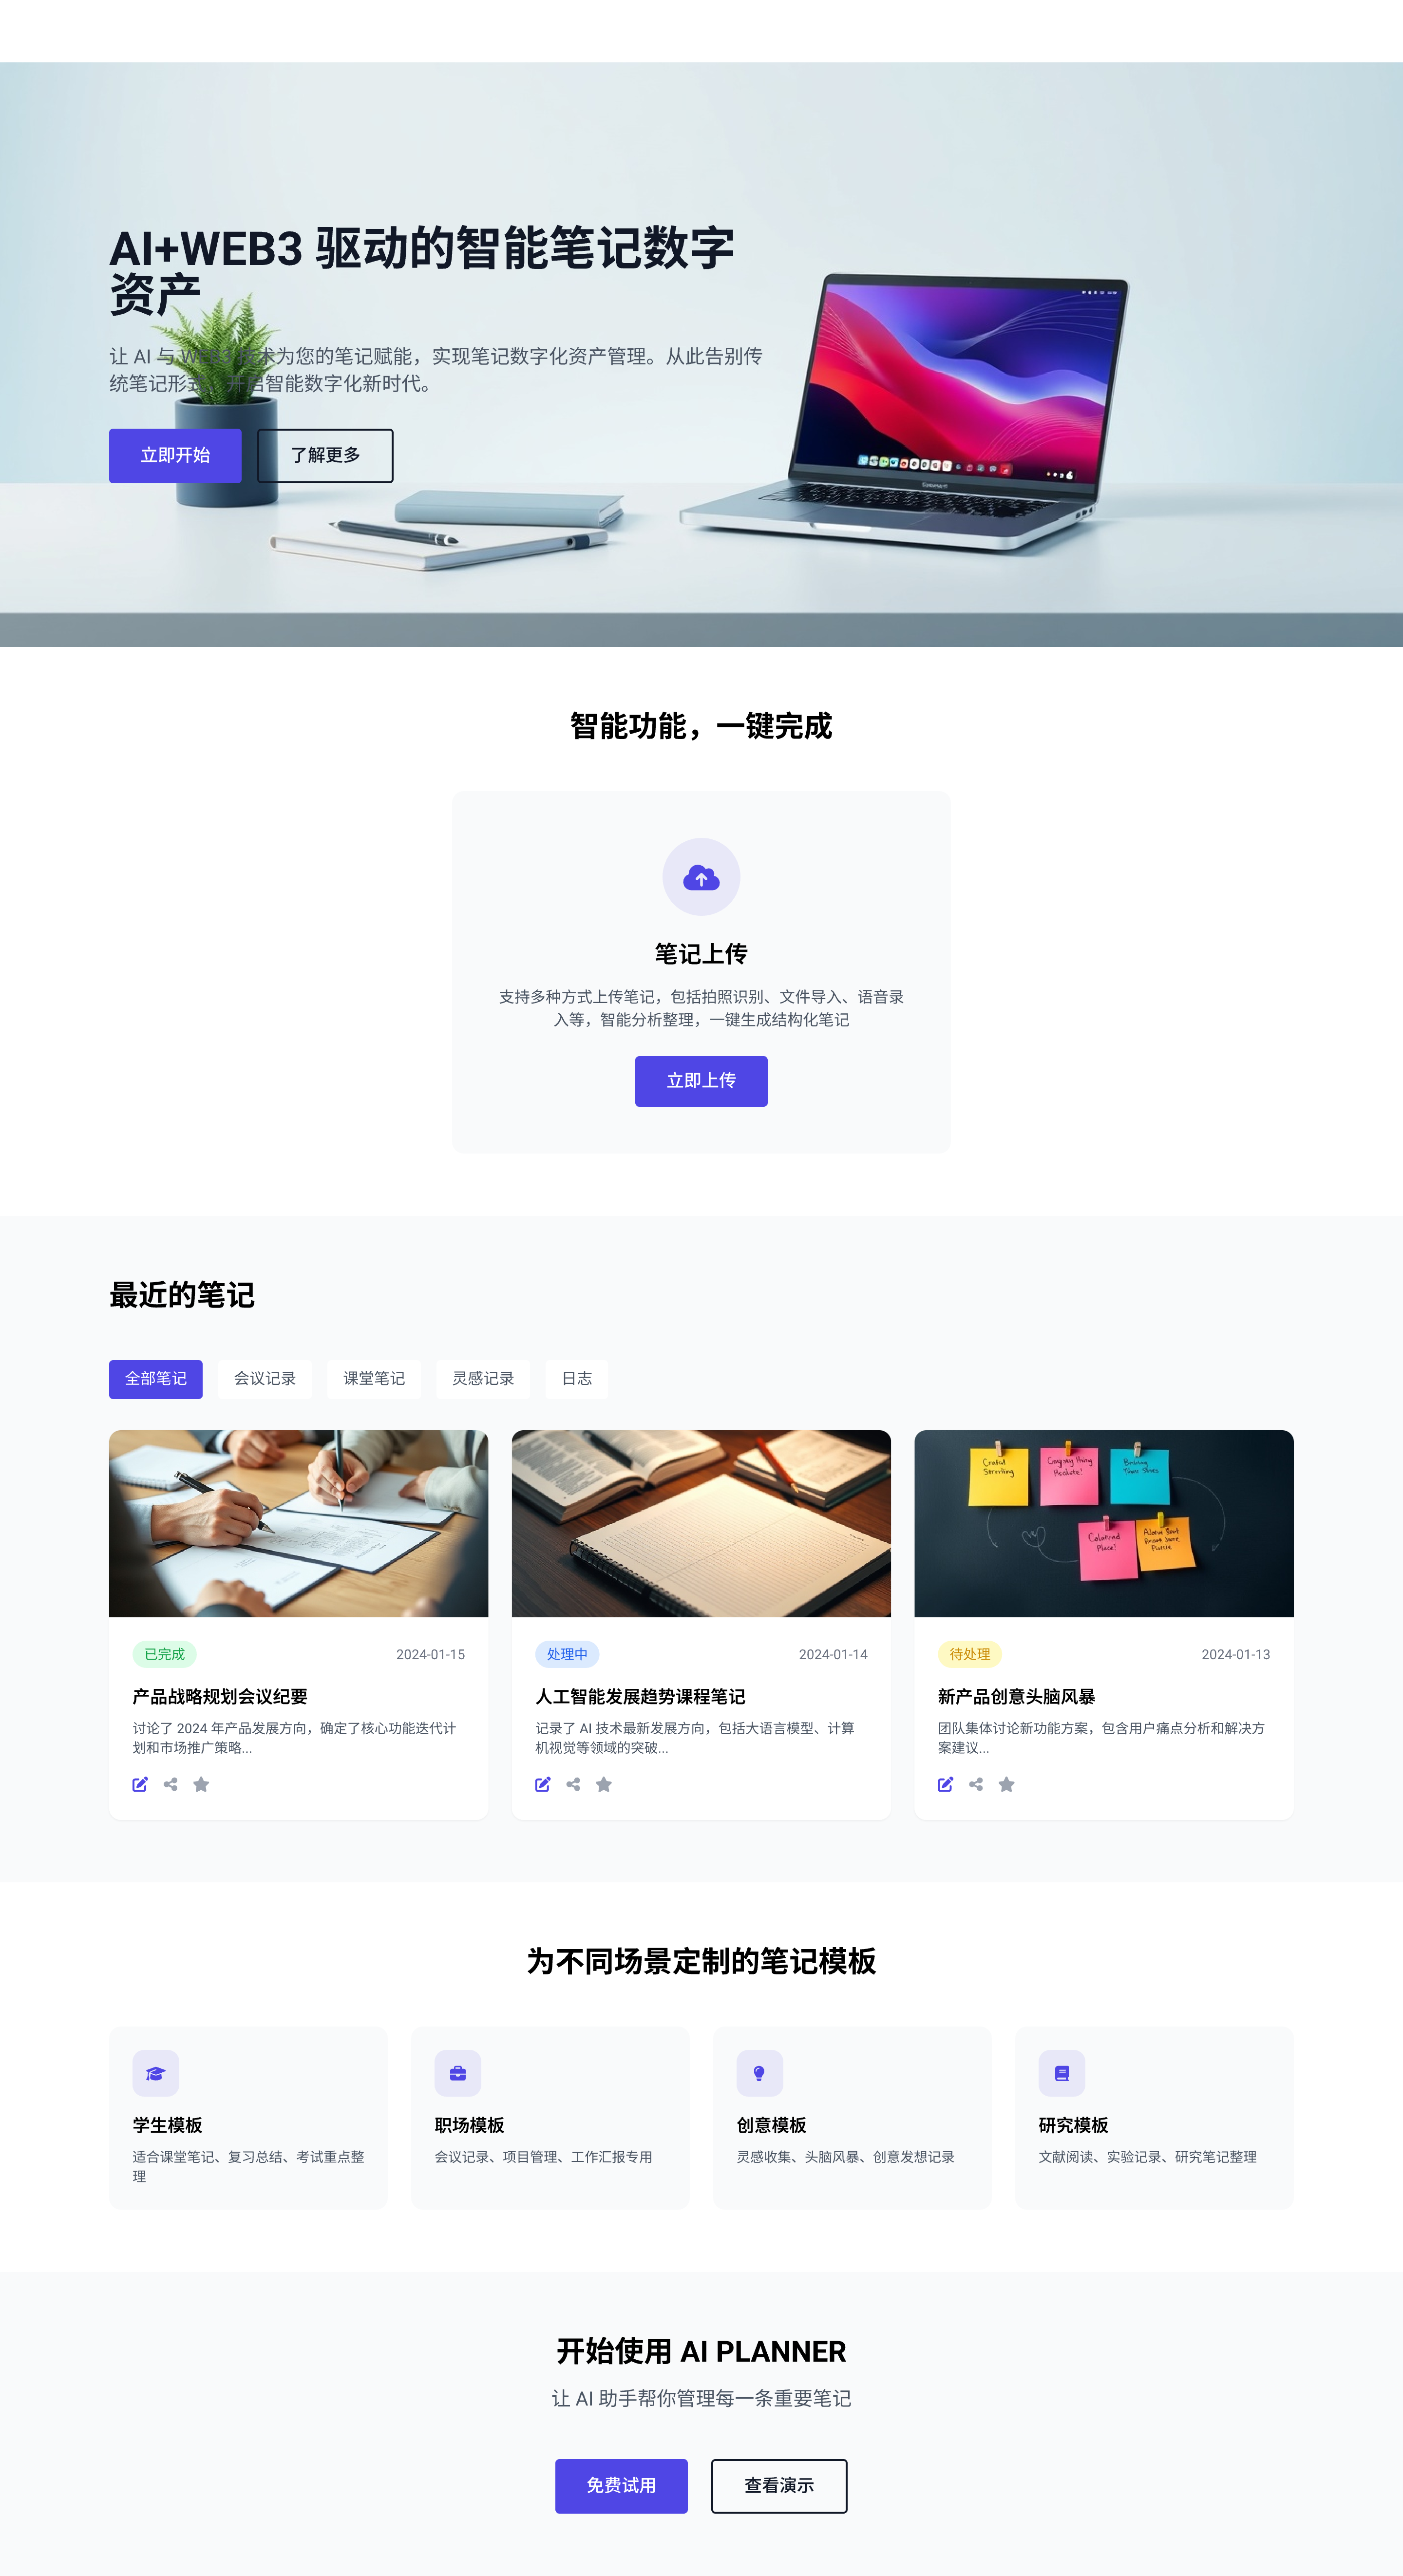 AI+WEB3 驱动的智能笔记数字
资产
让 AI 与 WEB3 技术为您的笔记赋能，实现笔记数字化资产管理。从此告别传
统笔记形式，开启智能数字化新时代。
立即开始
了解更多
智能功能，一键完成
笔记上传
支持多种方式上传笔记，包括拍照识别、文件导入、语音录
入等，智能分析整理，一键生成结构化笔记
立即上传
最近的笔记
全部笔记
会议记录
课堂笔记
灵感记录
日志
已完成
2024-01-15
产品战略规划会议纪要
讨论了 2024 年产品发展方向，确定了核心功能迭代计
划和市场推广策略...
处理中
2024-01-14
人工智能发展趋势课程笔记
记录了 AI 技术最新发展方向，包括大语言模型、计算
机视觉等领域的突破...
待处理
2024-01-13
新产品创意头脑风暴
团队集体讨论新功能方案，包含用户痛点分析和解决方
案建议...
为不同场景定制的笔记模板
学生模板
适合课堂笔记、复习总结、考试重点整
理
职场模板
会议记录、项目管理、工作汇报专用
创意模板
灵感收集、头脑风暴、创意发想记录
研究模板
文献阅读、实验记录、研究笔记整理
开始使用 AI PLANNER
让 AI 助手帮你管理每一条重要笔记
免费试用
查看演示